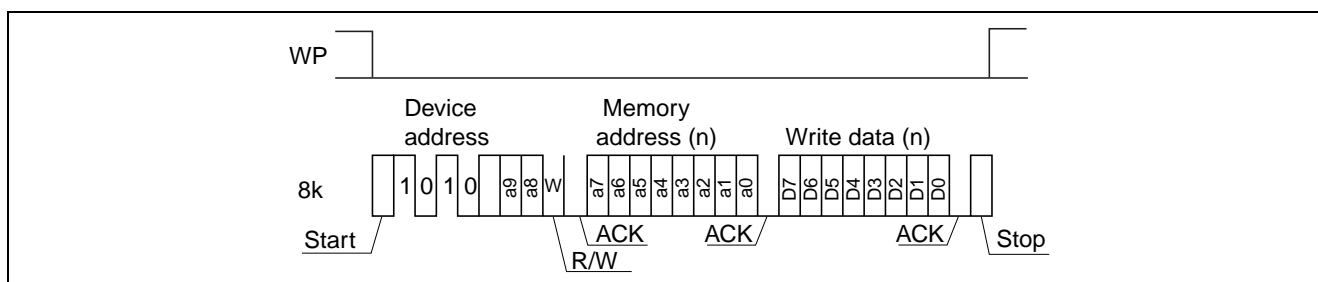 WP
Device address
Memory address (n)
Write data (n)
8k
1 0 1 0 a9 a8 W a7 a6 a5 a4 a3 a2 a1 a0 D7 D6 D5 D4 D3 D2 D1 D0
Start
ACK
R/W
ACK
ACK
Stop